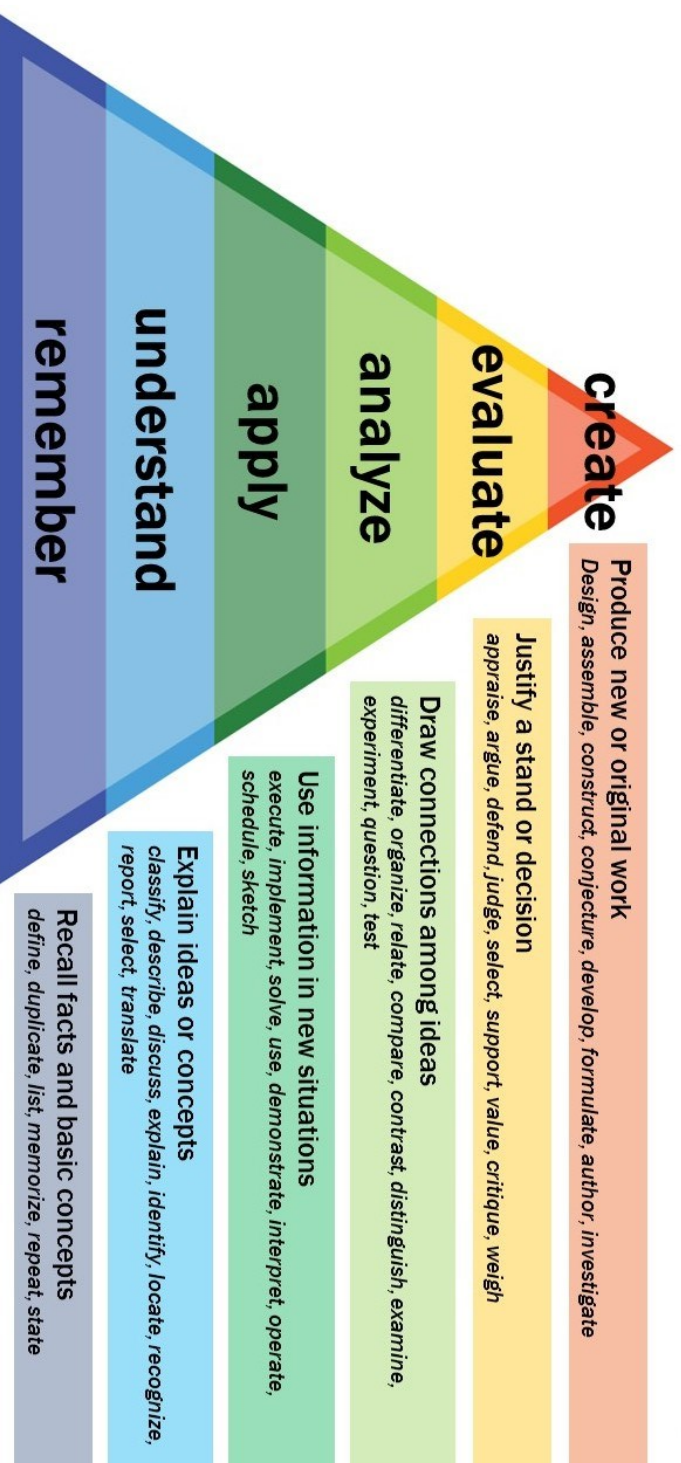 create
Produce new or original work
Design, assemble, construct, conjecture, develop, formulate, author, investigate
evaluate
Justify a stand or decision
appraise, argue, defend, judge, select, support, value, critique, weigh
analyze
Draw connections among ideas
differentiate, organize, relate, compare, contrast, distinguish, examine,
experiment, question, test
apply
Use information in new situations
execute, implement, solve, use, demonstrate, interpret, operate,
schedule, sketch
understand
Explain ideas or concepts
classify, describe, discuss, explain, identify, locate, recognize,
report, select, translate
remember
Recall facts and basic concepts
define, duplicate, list, memorize, repeat, state